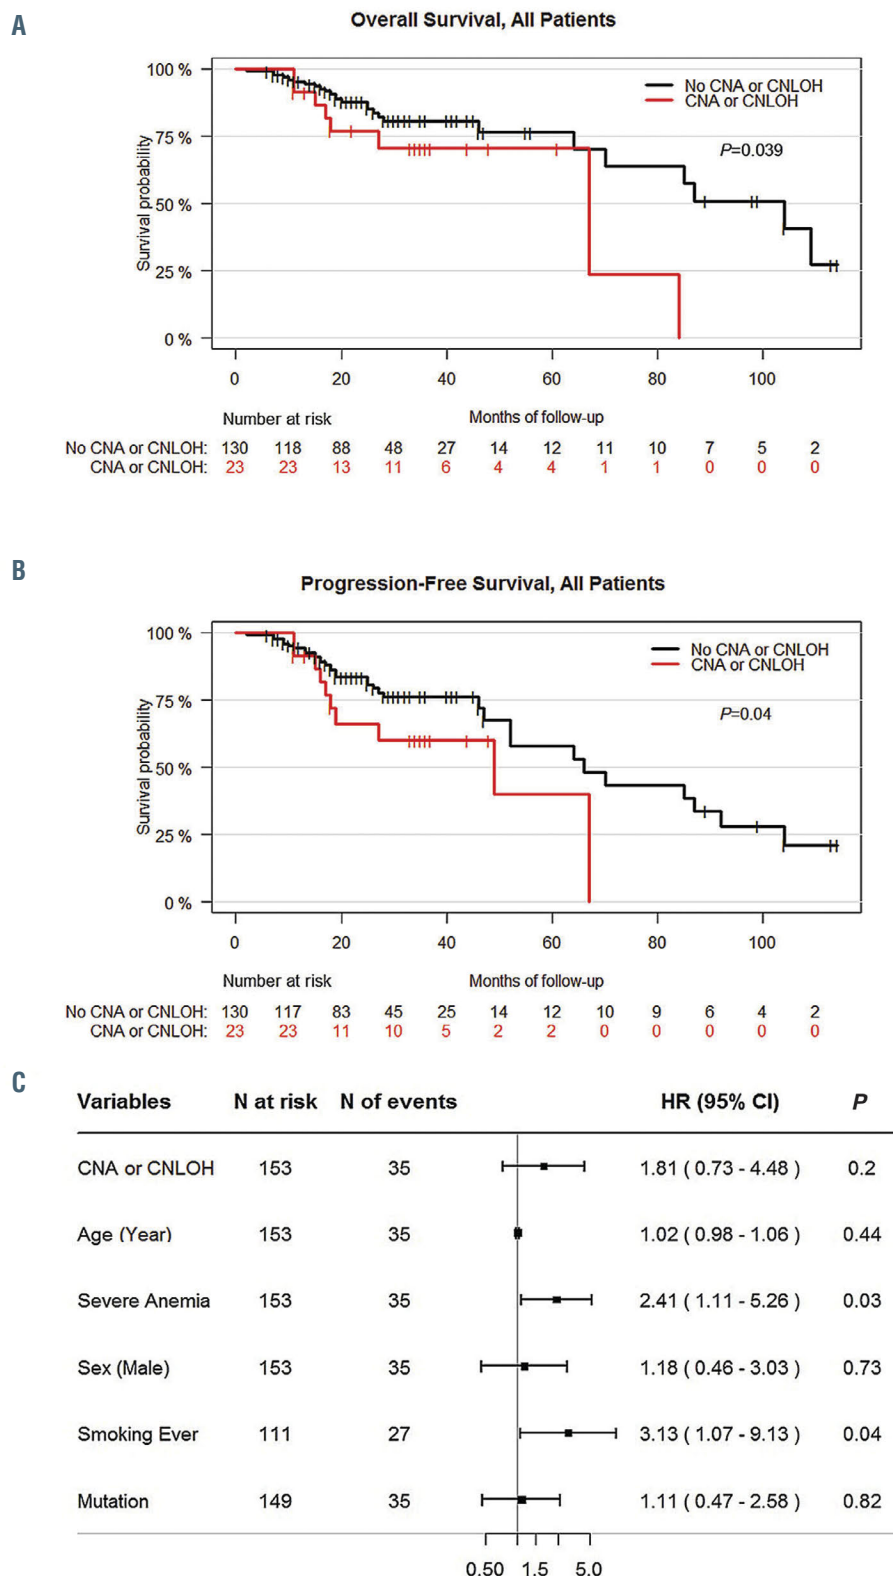 A
Overall Survival, All Patients
100 %
75 %
50 %
25 %
0 %
Survival probability
No CNA or CNLOH
CNA or CNLOH
P=0.039
0 20 40 60 80 100
Number at risk Months of follow-up
No CNA or CNLOH: 130 118 88 48 27 14 12 11 10 7 5 2
CNA or CNLOH: 23 23 13 11 6 4 4 1 1 0 0 0
B
Progression-Free Survival, All Patients
100 %
75 %
50 %
25 %
0 %
Survival probability
No CNA or CNLOH
CNA or CNLOH
P=0.04
0 20 40 60 80 100
Number at risk Months of follow-up
No CNA or CNLOH: 130 117 83 45 25 14 12 10 9 6 4 2
CNA or CNLOH: 23 23 11 10 5 2 2 0 0 0 0 0
C
Variables N at risk N of events HR (95% CI) P
CNA or CNLOH 153 35 1.81 ( 0.73 - 4.48 ) 0.2
Age (Year) 153 35 1.02 ( 0.98 - 1.06 ) 0.44
Severe Anemia 153 35 2.41 ( 1.11 - 5.26 ) 0.03
Sex (Male) 153 35 1.18 ( 0.46 - 3.03 ) 0.73
Smoking Ever 111 27 3.13 ( 1.07 - 9.13 ) 0.04
Mutation 149 35 1.11 ( 0.47 - 2.58 ) 0.82
0.50 1.5 5.0